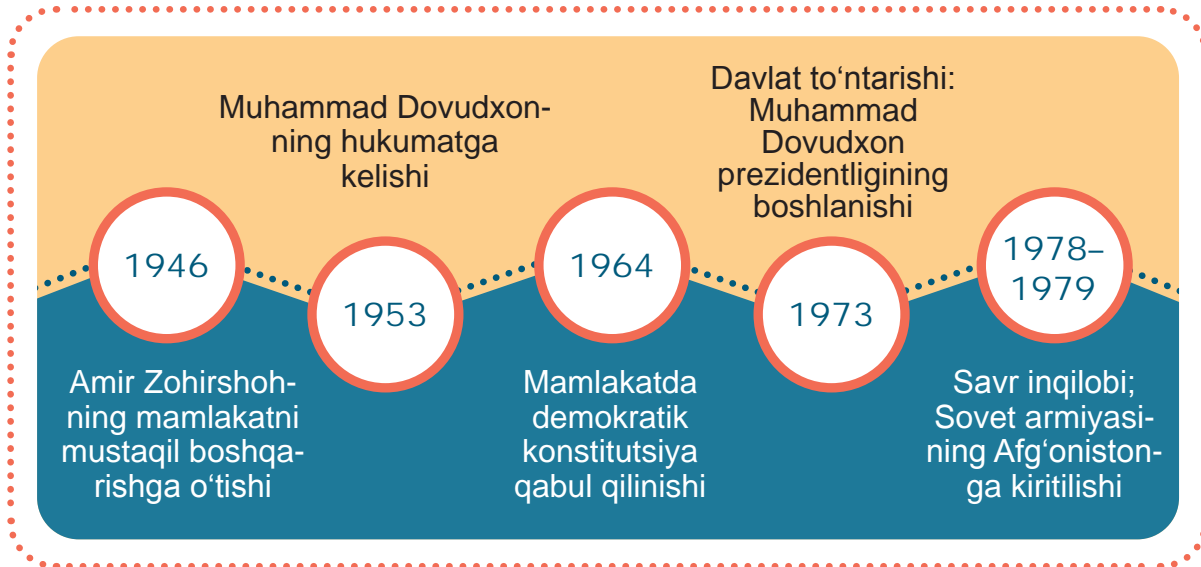 1946
Amir Zohirshoh-
ning mamlakatni
mustaqil boshqa-
rishga o‘tishi
Muhammad Dovudxon-
ning hukumatga
kelishi
1953
1964
Mamlakatda
demokratik
konstitutsiya
qabul qilinishi
Davlat to‘ntarishi:
Muhammad
Dovudxon
prezidentligining
boshlanishi
1973
1978–
1979
Savr inqilobi;
Sovet armiyasi-
ning Afg‘oniston-
ga kiritilishi